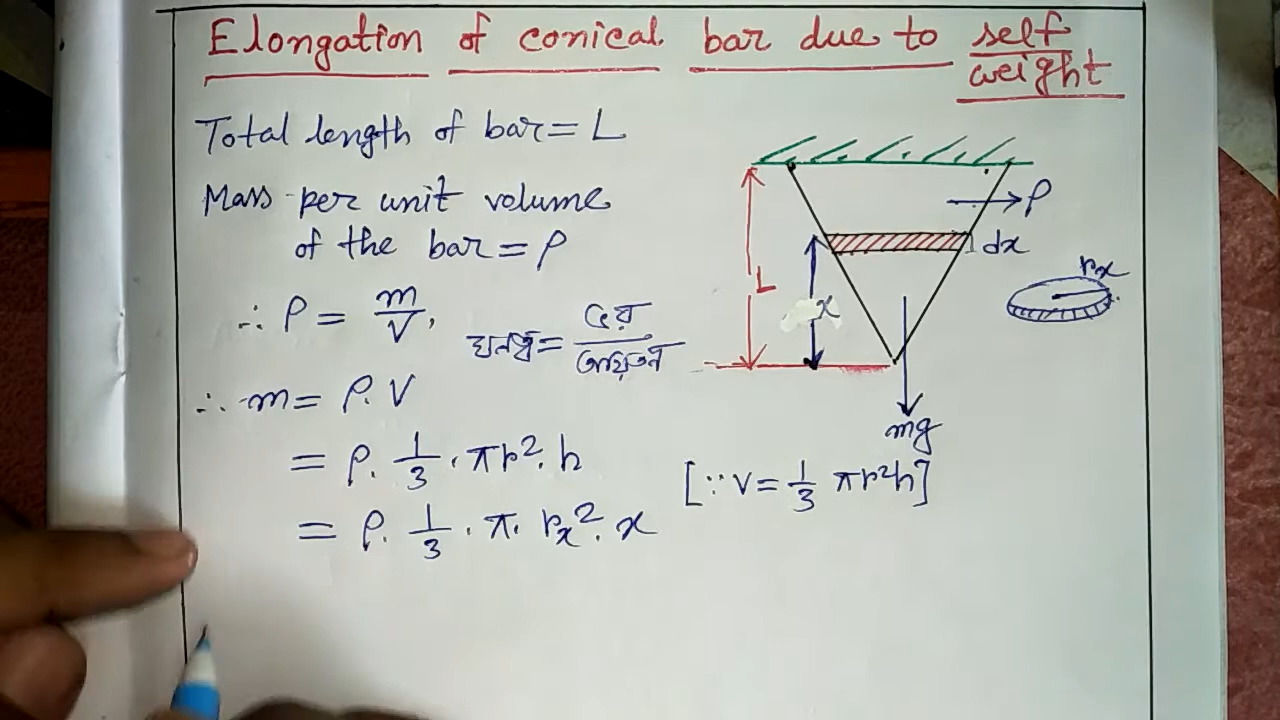 Elongation of conical bar due to self
weight
Total length of bar = L
Mass per unit volume
of the bar = ρ
∴ ρ = m/V,
ঘনত্ব = ভর/আয়তন
∴ m = ρ. V
= ρ. 1/3 . πr². h
[∵ V = 1/3 πr²h]
= ρ. 1/3 . π. rₓ². x
ρ
dx
rₓ
L
x
mg